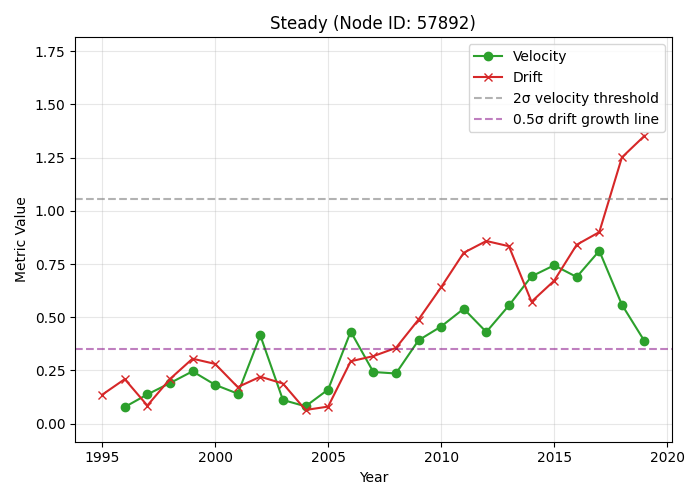 Steady (Node ID: 57892)
Velocity
Drift
2σ velocity threshold
0.5σ drift growth line
Metric Value
1.75
1.50
1.25
1.00
0.75
0.50
0.25
0.00
1995 2000 2005 2010 2015 2020
Year